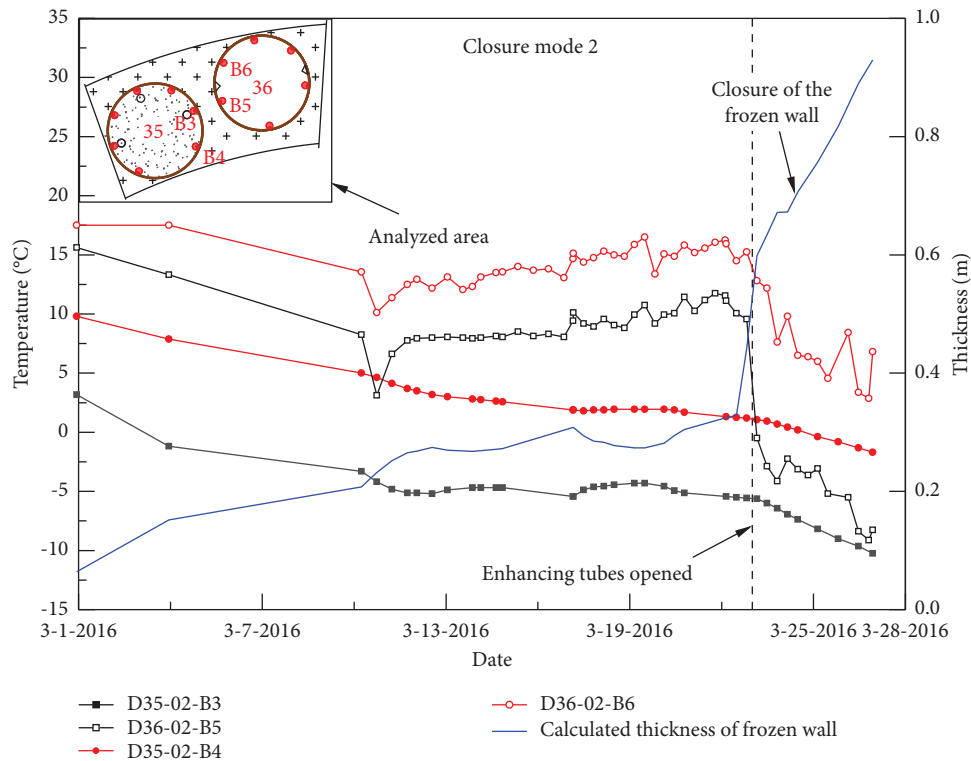 Closure mode 2
B6
36
B5
B3
35
B4
Closure of the
frozen wall
Analyzed area
Enhancing tubes opened
35
30
25
20
15
10
5
0
-5
-10
-15
Temperature (°C)
1.0
0.8
0.6
0.4
0.2
0.0
Thickness (m)
3-1-2016
3-7-2016
3-13-2016
3-19-2016
3-25-2016
3-28-2016
Date
D35-02-B3
D36-02-B5
D35-02-B4
D36-02-B6
Calculated thickness of frozen wall